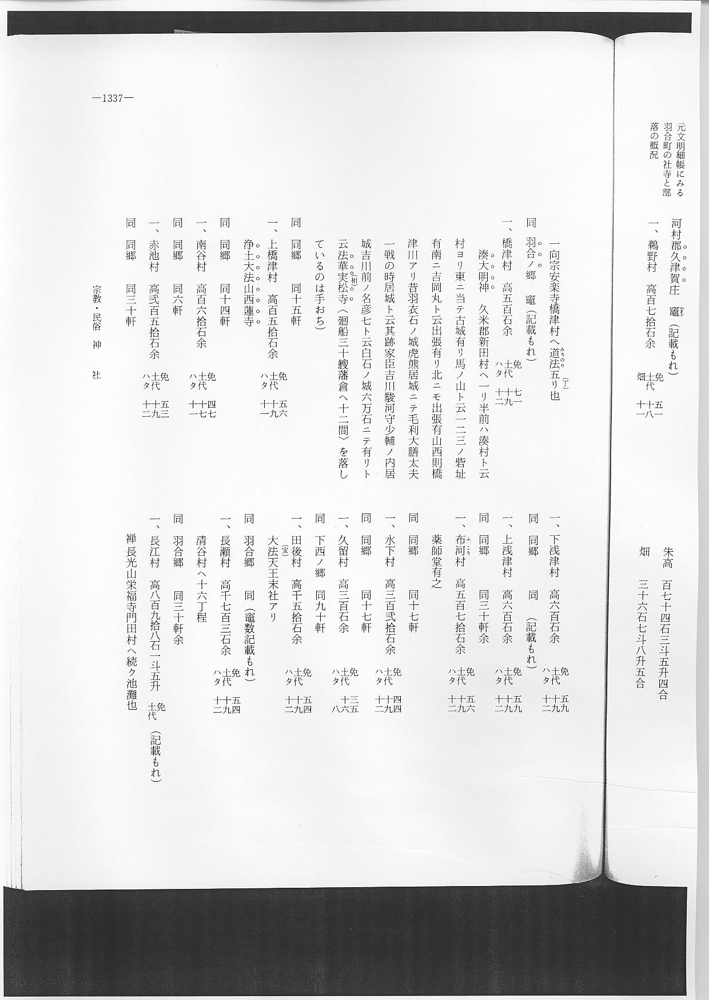 元文明細帳にみる
羽合町の社寺と部
落の概況
河村郡久津賀庄 竈（記載もれ）
かまど
一、鵜野村 高百七拾石余 免 五一
土代 十八
畑 十一
朱高 百七十四石三斗五升四合
畑 三十六石七斗八升五合
一向宗安楽寺橋津村へ道法五リ也
みちのり
（丁）
同 羽合ノ郷 竈（記載もれ）
一、橋津村 高五百石余 免 七一
土代 十九
ハタ 十二
湊大明神 久米郡新田村ヘ一リ半前ハ湊村ト云
村ヨリ東ニ当テ古城有リ馬ノ山ト云一二三ノ砦址
有南ニ吉岡丸ト云出張有リ北ニモ出張有山西則橋
津川アリ昔羽衣石ノ城虎熊居城ニテ毛利大膳太夫
一戦の時居城ト云其跡家臣吉川駿河守少輔ノ内居
城吉川前ノ名彦七ト云白石ノ城六万石ニテ有リト
云法華実松寺〈廻船三十艘藩倉ヘ十二間〉を落し
（相）
ているのは手おち）
同 同郷 同十五軒
一、上橋津村 高百五拾石余 免 五六
土代 十九
ハタ 十一
浄土大法山西蓮寺
同 同郷 同十四軒
一、南谷村 高百六拾石余 免 四七
土代 十七
ハタ 十一
同 同郷 同六軒
一、赤池村 高弐百五拾石余 免 五三
土代 十九
ハタ 十二
同 同郷 同三十軒
一、下浅津村 高六百石余 免 五九
土代 十九
ハタ 十二
同 同郷 同 （記載もれ）
一、上浅津村 高六百石余 免 五九
土代 十九
ハタ 十二
同 同郷 同三十軒余
一、布河村 高五百七拾石余 免 五六
ふこう
土代 十九
ハタ 十二
薬師堂有之
同 同郷 同十七軒
一、水下村 高三百弐拾石余 免 四四
土代 十九
ハタ 十二
同 同郷 同十七軒
一、久留村 高三百石余 免 三五
土代 十六
ハタ 八
同 下西ノ郷 同九十軒
一、田後村 高千五拾石余 免 五四
土代 十九
ハタ 十二
（宝）
大法天王末社アリ
同 羽合郷 同（竈数記載もれ）
一、長瀬村 高千七百三石余 免 五四
土代 十九
ハタ 十二
清谷村ヘ十六丁程
同 羽合郷 同三十軒余
一、長江村 高八百九拾八石一斗五升 免
土代 （記載もれ）
禅長光山栄福寺門田村へ続ク池灘也
宗教・民俗 神 社
―1337―